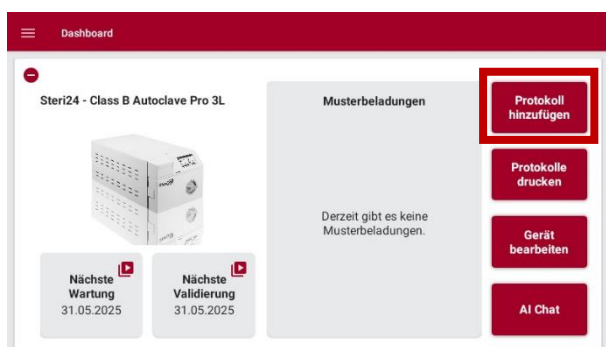 Dashboard
Steri24 - Class B Autoclave Pro 3L
Musterbeladungen
Derzeit gibt es keine
Musterbeladungen.
Nächste
Wartung
31.05.2025
Nächste
Validierung
31.05.2025
Protokoll
hinzufügen
Protokolle
drucken
Gerät
bearbeiten
AI Chat